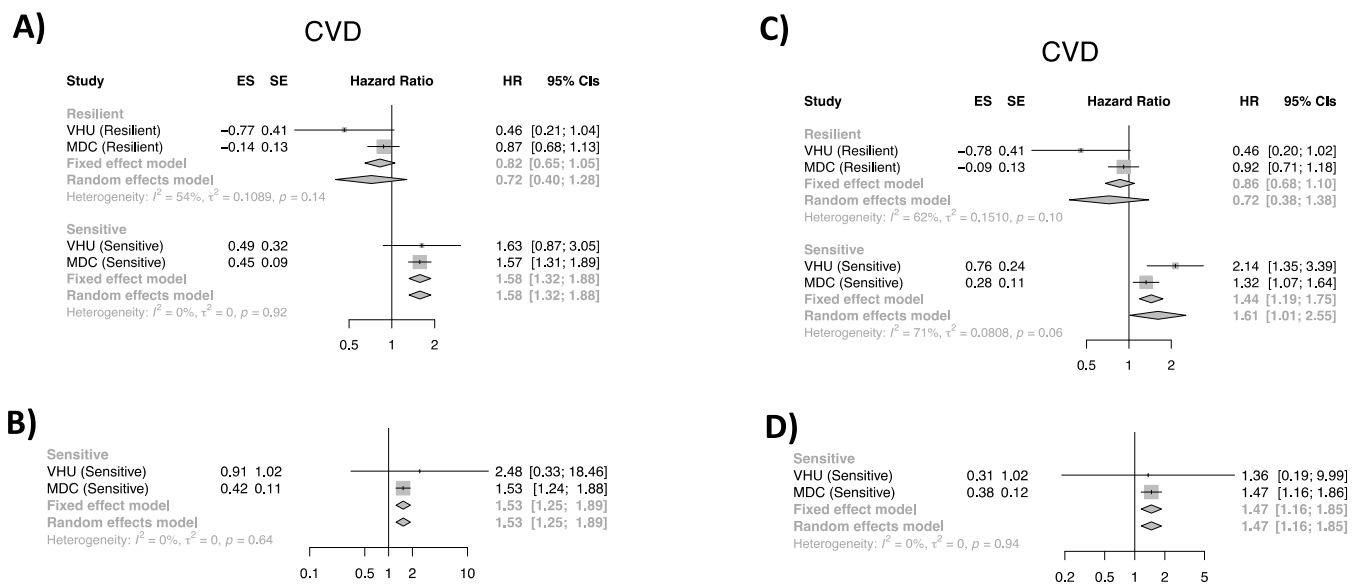 A)
CVD
Study ES SE Hazard Ratio HR 95% CIs
Resilient
VHU (Resilient) −0.77 0.41 0.46 [0.21; 1.04]
MDC (Resilient) −0.14 0.13 0.87 [0.68; 1.13]
Fixed effect model 0.82 [0.65; 1.05]
Random effects model 0.72 [0.40; 1.28]
Heterogeneity: I² = 54%, τ² = 0.1089, p = 0.14
Sensitive
VHU (Sensitive) 0.49 0.32 1.63 [0.87; 3.05]
MDC (Sensitive) 0.45 0.09 1.57 [1.31; 1.89]
Fixed effect model 1.58 [1.32; 1.88]
Random effects model 1.58 [1.32; 1.88]
Heterogeneity: I² = 0%, τ² = 0, p = 0.92
0.5 1 2
B)
Sensitive
VHU (Sensitive) 0.91 1.02 2.48 [0.33; 18.46]
MDC (Sensitive) 0.42 0.11 1.53 [1.24; 1.88]
Fixed effect model 1.53 [1.25; 1.89]
Random effects model 1.53 [1.25; 1.89]
Heterogeneity: I² = 0%, τ² = 0, p = 0.64
0.1 1 2 10
C)
CVD
Study ES SE Hazard Ratio HR 95% CIs
Resilient
VHU (Resilient) −0.78 0.41 0.46 [0.20; 1.02]
MDC (Resilient) −0.09 0.13 0.92 [0.71; 1.18]
Fixed effect model 0.86 [0.68; 1.10]
Random effects model 0.72 [0.38; 1.38]
Heterogeneity: I² = 62%, τ² = 0.1510, p = 0.10
Sensitive
VHU (Sensitive) 0.76 0.24 2.14 [1.35; 3.39]
MDC (Sensitive) 0.28 0.11 1.32 [1.07; 1.64]
Fixed effect model 1.44 [1.19; 1.75]
Random effects model 1.61 [1.01; 2.55]
Heterogeneity: I² = 71%, τ² = 0.0808, p = 0.06
0.5 1 2
D)
Sensitive
VHU (Sensitive) 0.31 1.02 1.36 [0.19; 9.99]
MDC (Sensitive) 0.38 0.12 1.47 [1.16; 1.86]
Fixed effect model 1.47 [1.16; 1.85]
Random effects model 1.47 [1.16; 1.85]
Heterogeneity: I² = 0%, τ² = 0, p = 0.94
0.2 1 2 5